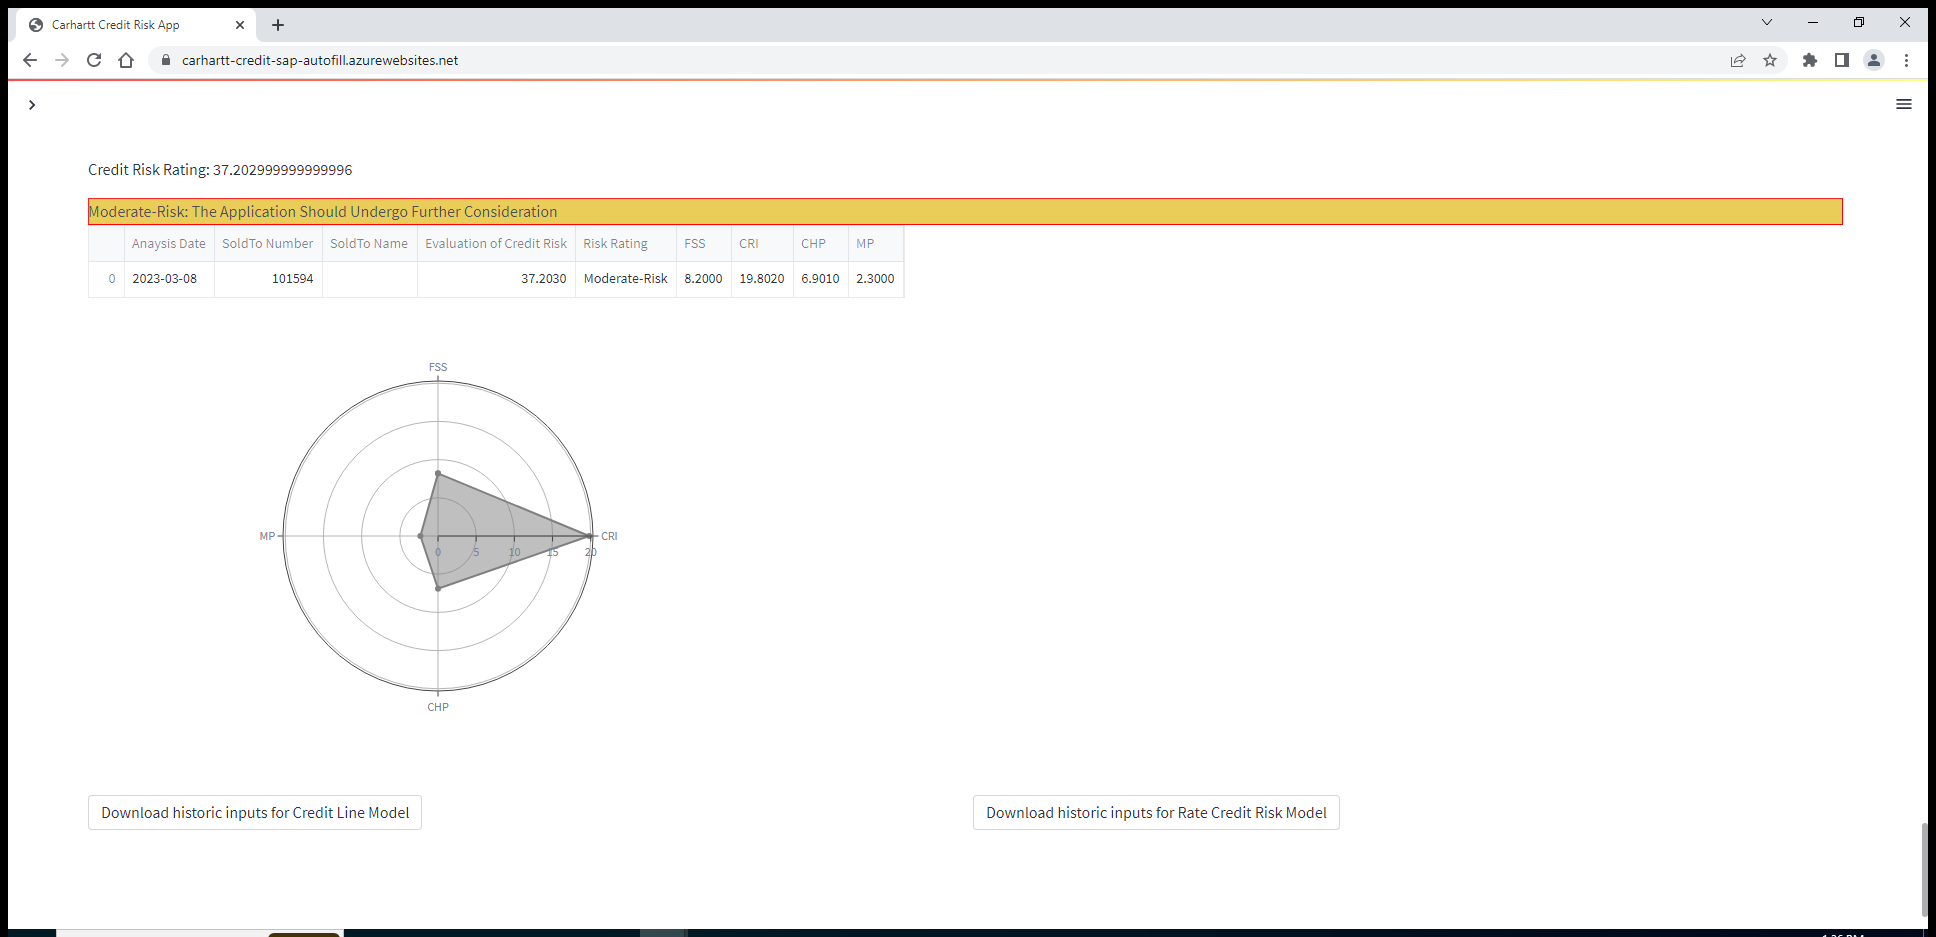 Carhartt Credit Risk App
carhartt-credit-sap-autofill.azurewebsites.net
Credit Risk Rating: 37.202999999999996
Moderate-Risk: The Application Should Undergo Further Consideration
Anaysis Date SoldTo Number SoldTo Name Evaluation of Credit Risk Risk Rating FSS CRI CHP MP
0 2023-03-08 101594 37.2030 Moderate-Risk 8.2000 19.8020 6.9010 2.3000
FSS
MP CRI
0 5 10 15 20
CHP
Download historic inputs for Credit Line Model Download historic inputs for Rate Credit Risk Model